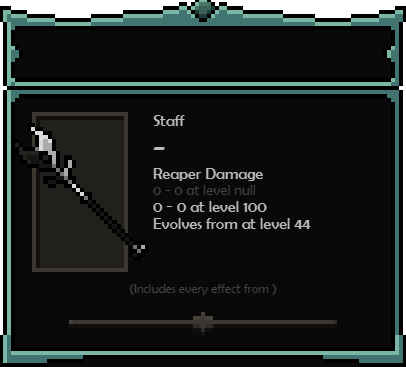 Staff
–
Reaper Damage
0 - 0 at level null
0 - 0 at level 100
Evolves from at level 44
(Includes every effect from )